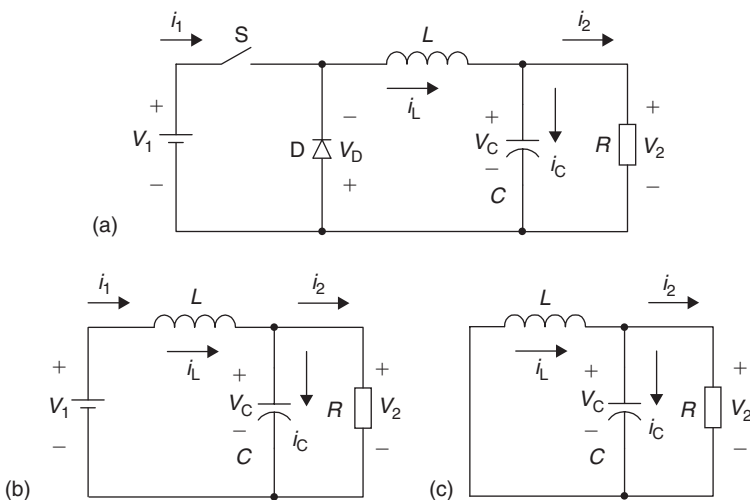 i1 S L i2
+ iL − + +
V1 D VD VC iC R V2
− + − C −
(a)
i1 L i2
+ iL + +
V1 VC iC R V2
− − C −
(b)
L i2
iL + +
VC iC R V2
− C −
(c)